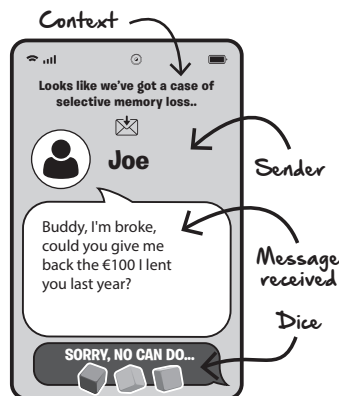 Context
Looks like we've got a case of
selective memory loss..
Joe
Sender
Buddy, I'm broke,
could you give me
back the €100 I lent
you last year?
Message
received
Dice
SORRY, NO CAN DO...